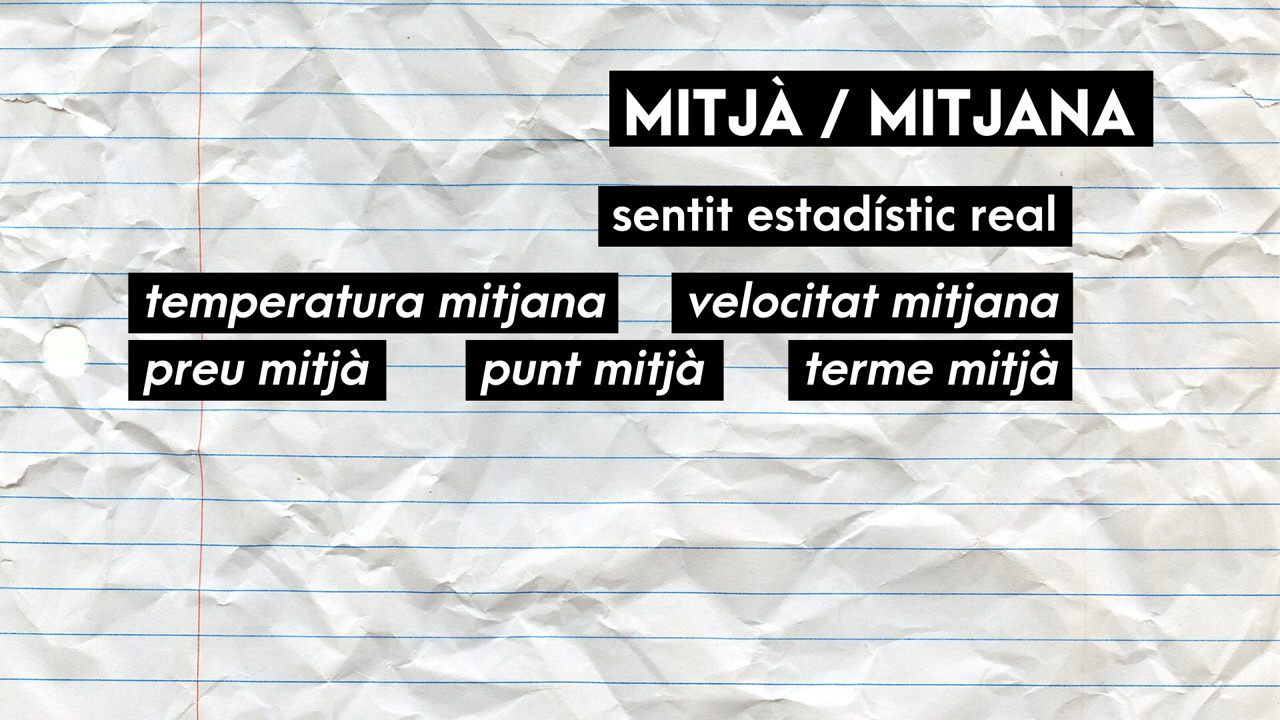 MITJÀ / MITJANA
sentit estadístic real
temperatura mitjana velocitat mitjana
preu mitjà punt mitjà terme mitjà